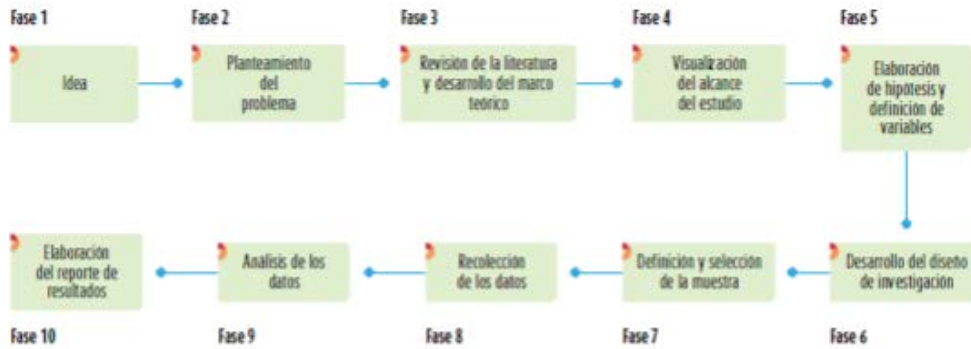 Fase 1
Idea
Fase 2
Planteamiento
del
problema
Fase 3
Revisión de la literatura
y desarrollo del marco
teórico
Fase 4
Visualización
del alcance
del estudio
Fase 5
Elaboración
de hipótesis y
definición de
variables
Desarrollo del diseño
de investigación
Fase 6
Definición y selección
de la muestra
Fase 7
Recolección
de los datos
Fase 8
Análisis de los
datos
Fase 9
Elaboración
del reporte de
resultados
Fase 10